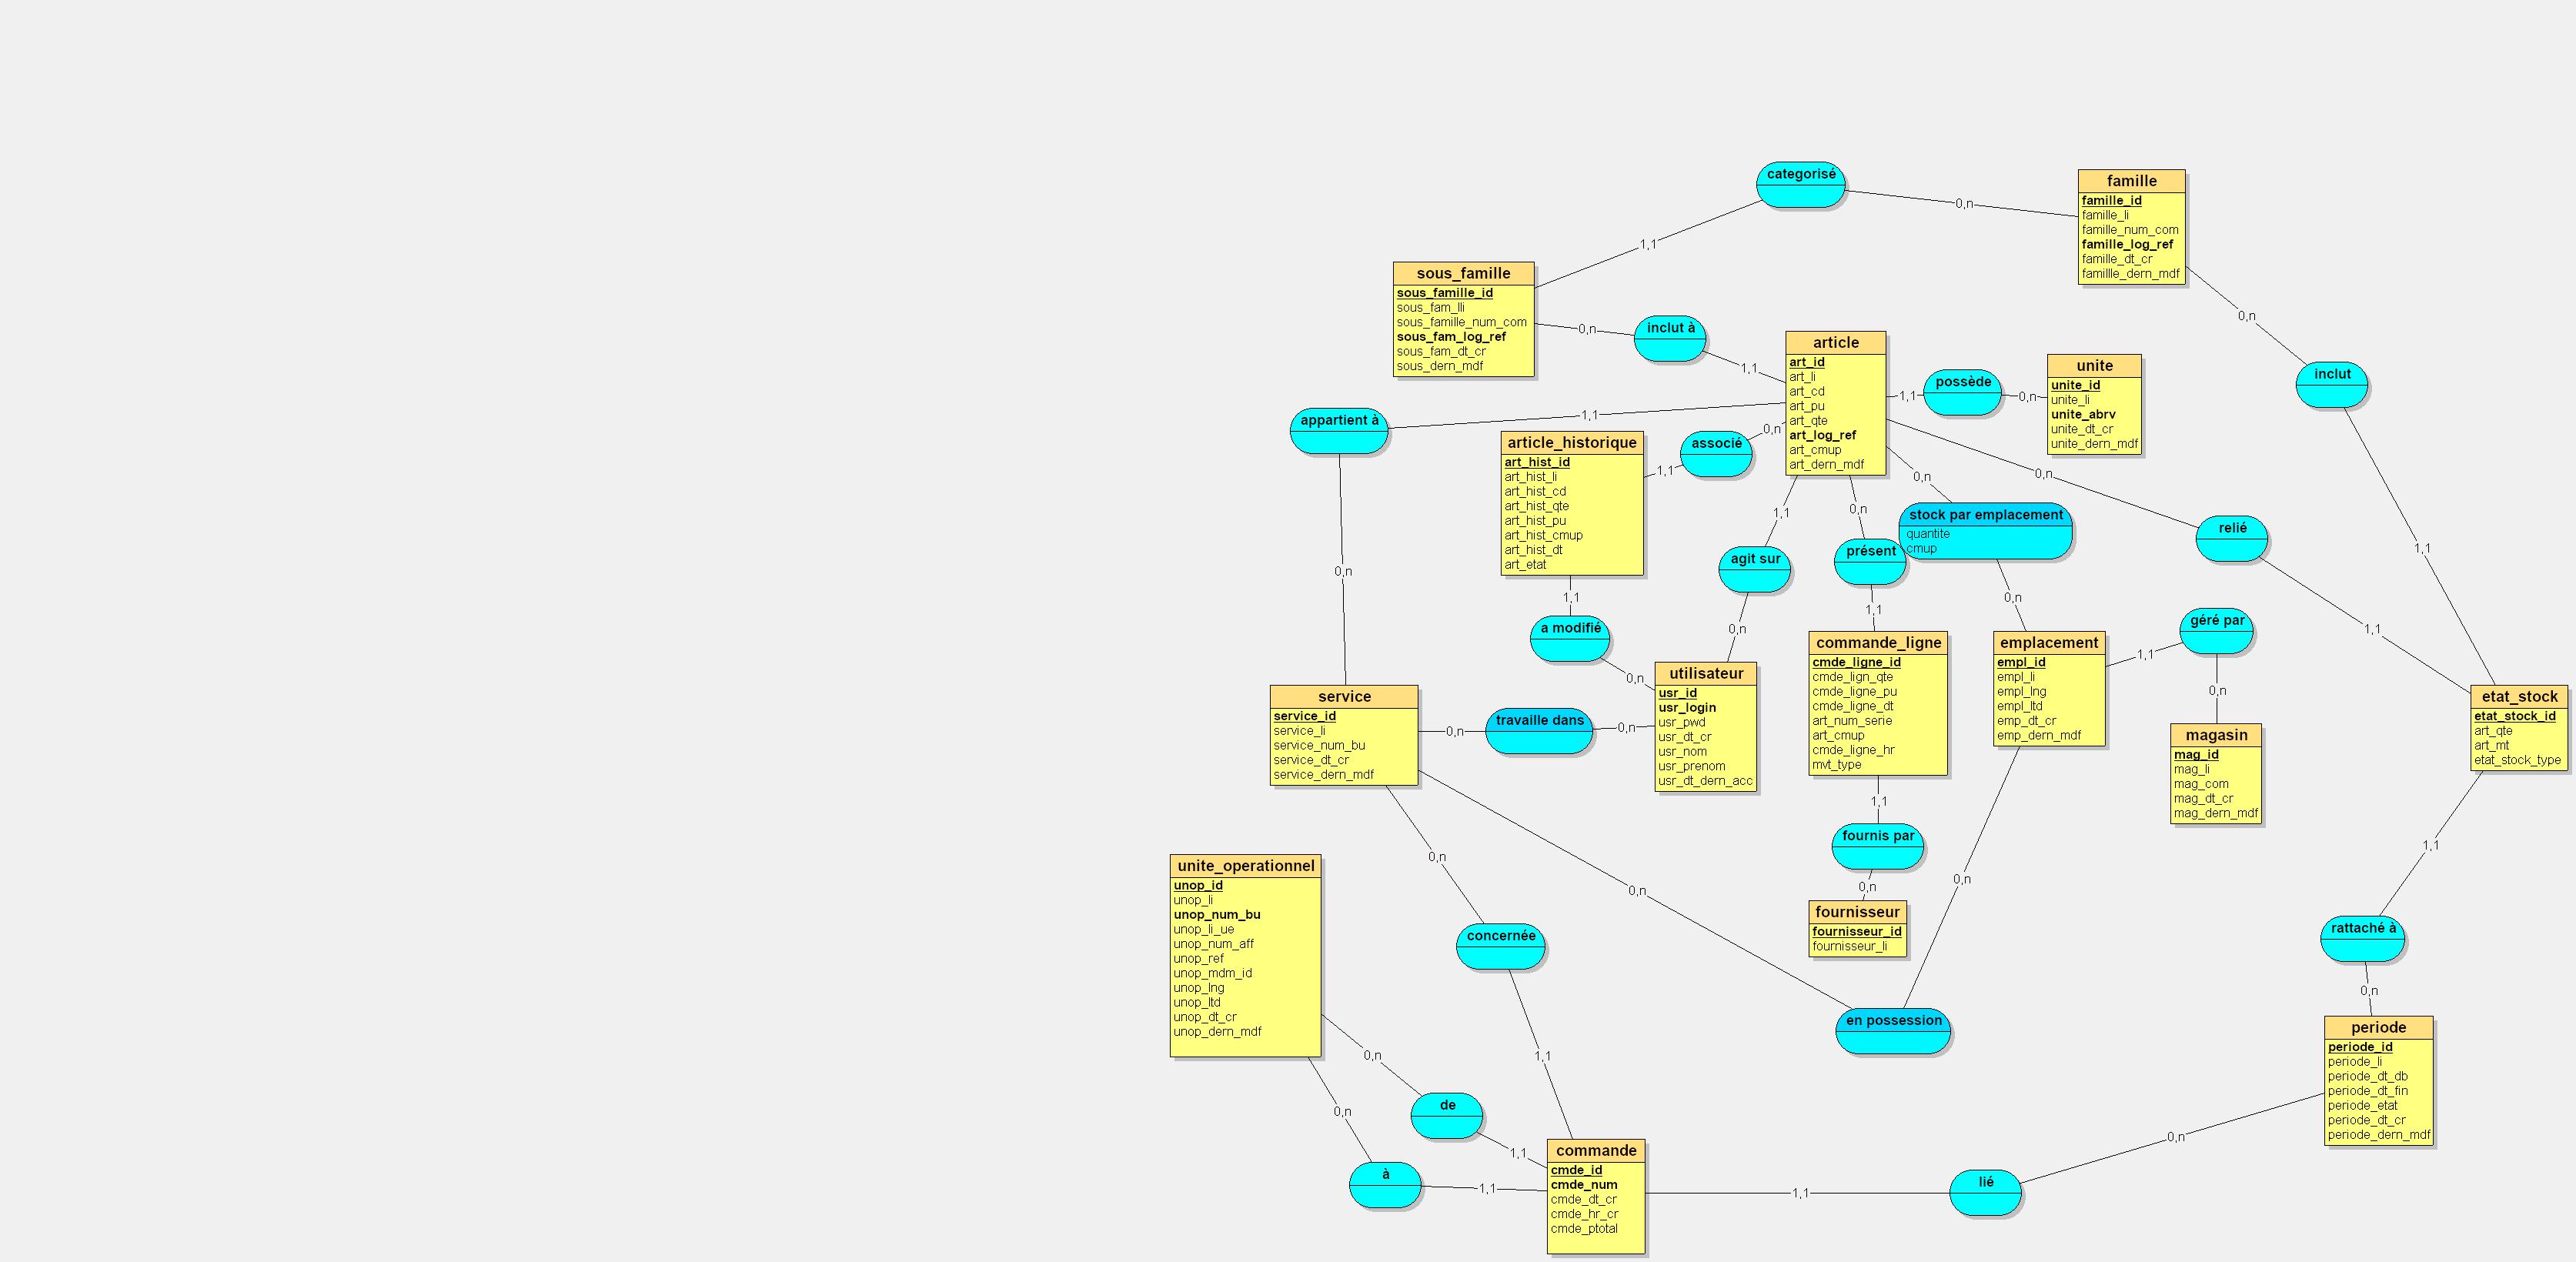 categorisé
0,n
1,1
famille
famille_id
famille_li
famille_num_com
famille_log_ref
famille_dt_cr
famillle_dern_mdf
sous_famille
sous_famille_id
sous_fam_lli
sous_famille_num_com
sous_fam_log_ref
sous_fam_dt_cr
sous_dern_mdf
0,n
inclut à
1,1
article
art_id
art_li
art_cd
art_pu
art_qte
art_log_ref
art_cmup
art_dern_mdf
1,1
possède
0,n
unite
unite_id
unite_li
unite_abrv
unite_dt_cr
unite_dern_mdf
0,n
inclut
1,1
appartient à
1,1
0,n
article_historique
art_hist_id
art_hist_li
art_hist_cd
art_hist_qte
art_hist_pu
art_hist_cmup
art_hist_dt
art_etat
0,n
associé
1,1
1,1
agit sur
0,n
0,n
présent
1,1
0,n
stock par emplacement
quantite
cmup
0,n
0,n
relié
1,1
1,1
a modifié
0,n
utilisateur
usr_id
usr_login
usr_pwd
usr_dt_cr
usr_nom
usr_prenom
usr_dt_dern_acc
commande_ligne
cmde_ligne_id
cmde_lign_qte
cmde_ligne_pu
cmde_ligne_dt
art_num_serie
art_cmup
cmde_ligne_hr
mvt_type
emplacement
empl_id
empl_li
empl_lng
empl_ltd
emp_dt_cr
emp_dern_mdf
1,1
géré par
0,n
magasin
mag_id
mag_li
mag_com
mag_dt_cr
mag_dern_mdf
etat_stock
etat_stock_id
art_qte
art_mt
etat_stock_type
service
service_id
service_li
service_num_bu
service_dt_cr
service_dern_mdf
0,n
travaille dans
0,n
1,1
fournis par
0,n
fournisseur
fournisseur_id
fournisseur_li
0,n
0,n
en possession
0,n
concernée
1,1
1,1
rattaché à
0,n
periode
periode_id
periode_li
periode_dt_db
periode_dt_fin
periode_etat
periode_dt_cr
periode_dern_mdf
unite_operationnel
unop_id
unop_li
unop_num_bu
unop_li_ue
unop_num_aff
unop_ref
unop_mdm_id
unop_lng
unop_ltd
unop_dt_cr
unop_dern_mdf
0,n
de
1,1
0,n
à
1,1
commande
cmde_id
cmde_num
cmde_dt_cr
cmde_hr_cr
cmde_ptotal
1,1
lié
0,n